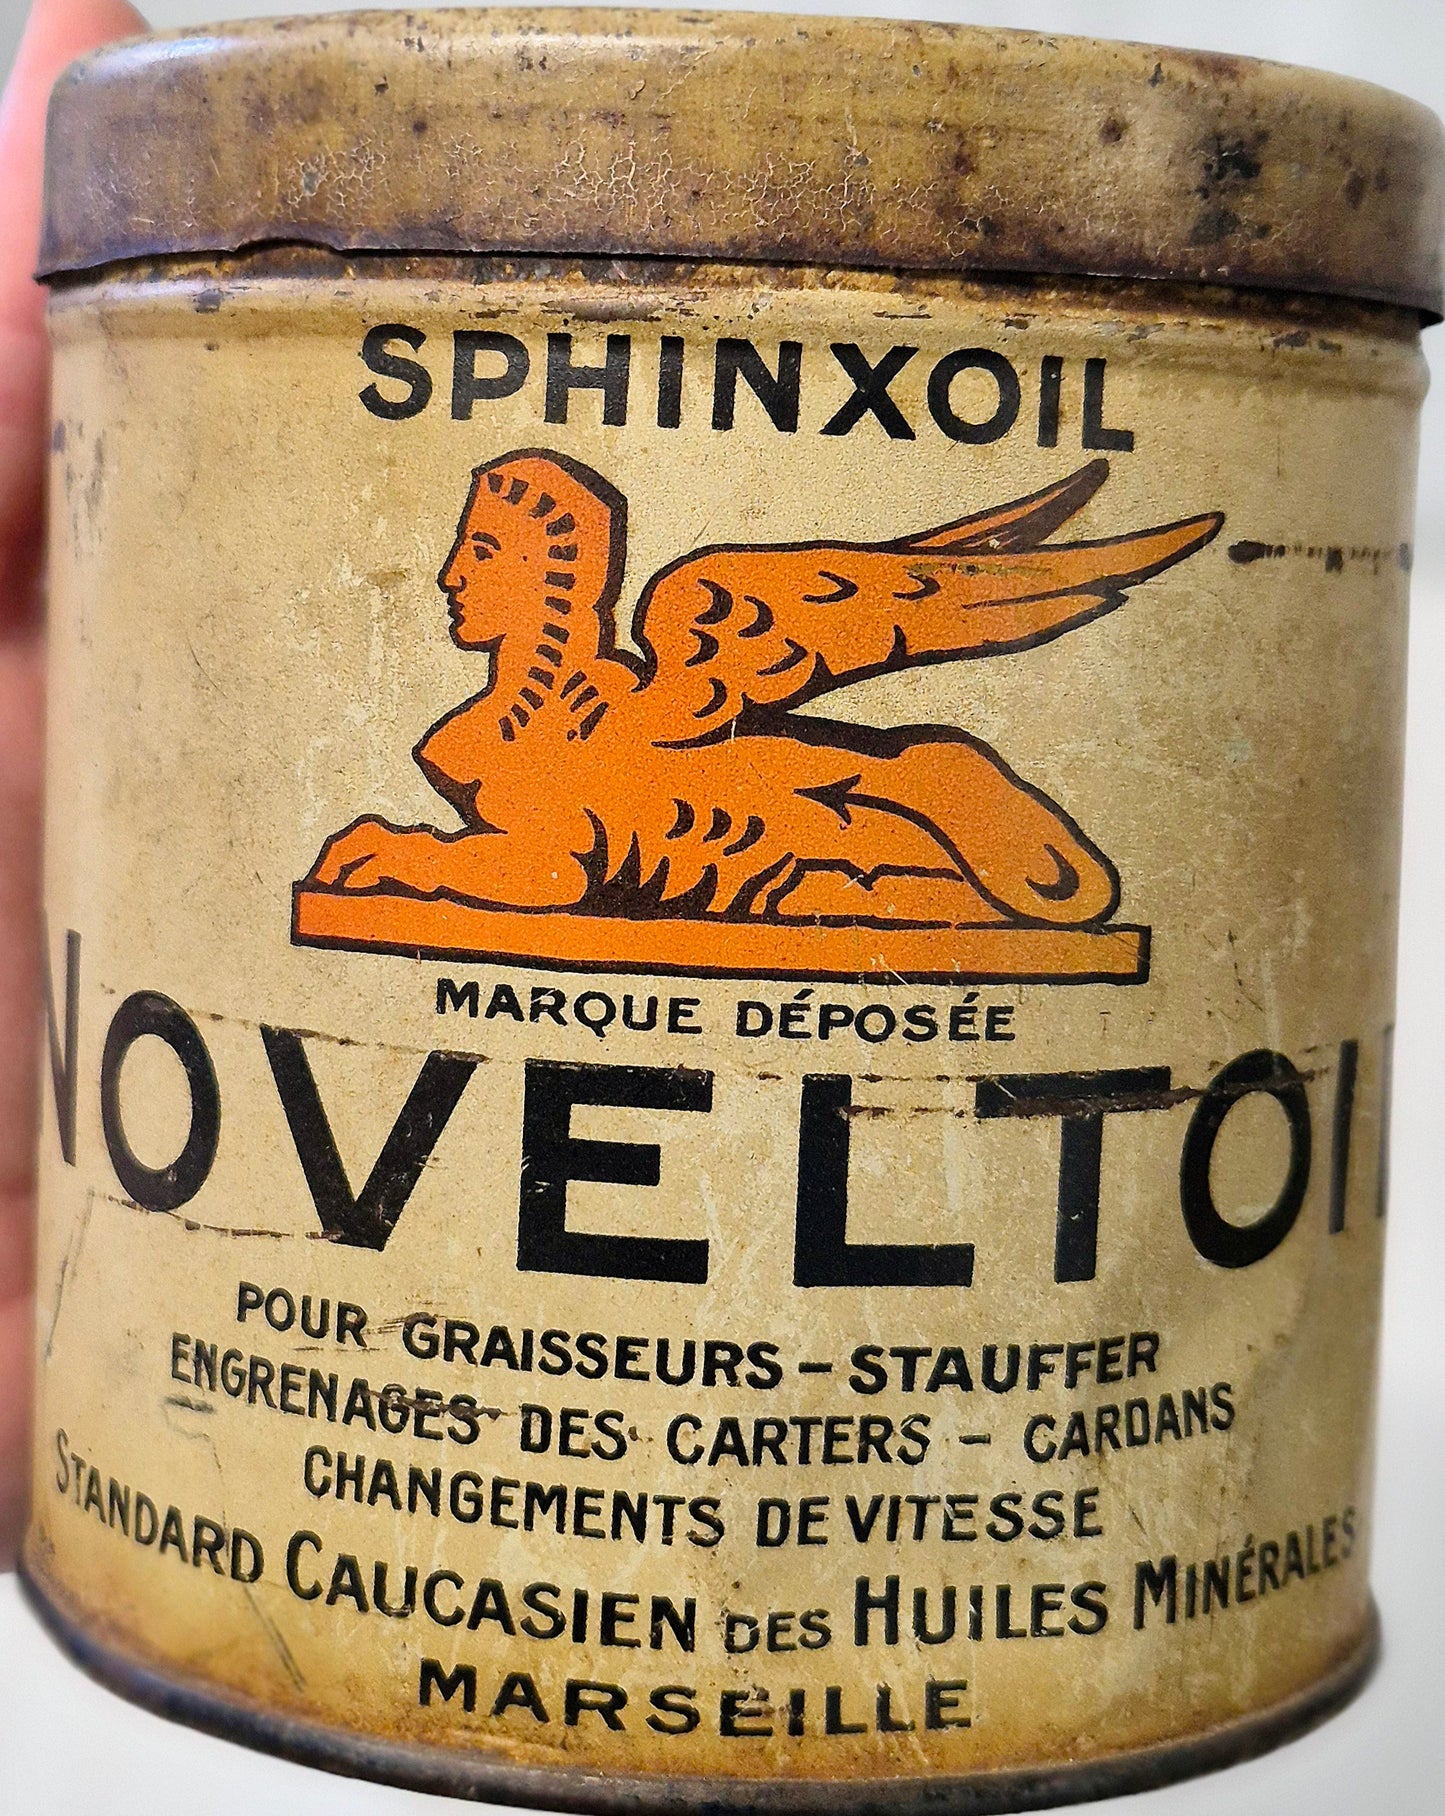 SPHINXOIL
MARQUE DÉPOSÉE
NOVELTOIL
POUR GRAISSEURS – STAUFFER
ENGRENAGES DES CARTERS – CARDANS
CHANGEMENTS DE VITESSE
STANDARD CAUCASIEN DES HUILES MINÉRALES
MARSEILLE